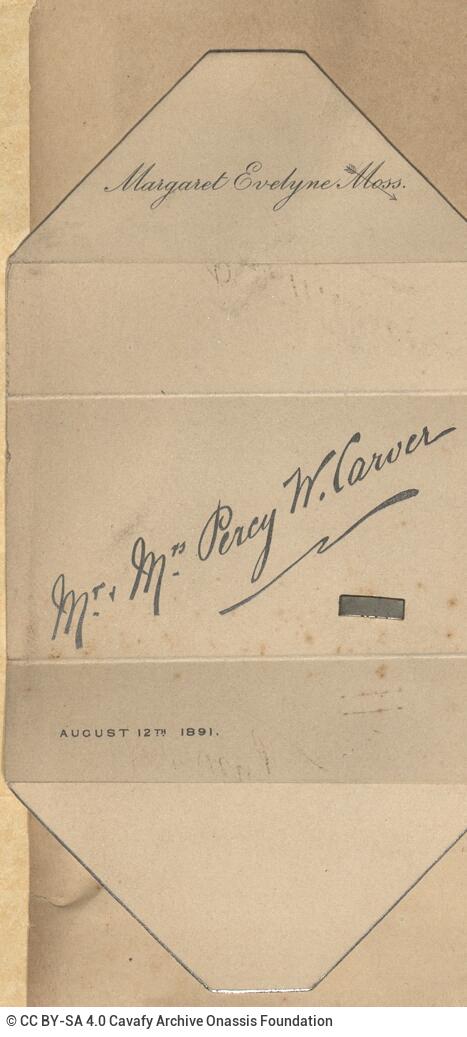 Margaret Evelyne Moss.
Mr. & Mrs. Percy W. Carver
AUGUST 12TH 1891.
© CC BY-SA 4.0 Cavafy Archive Onassis Foundation